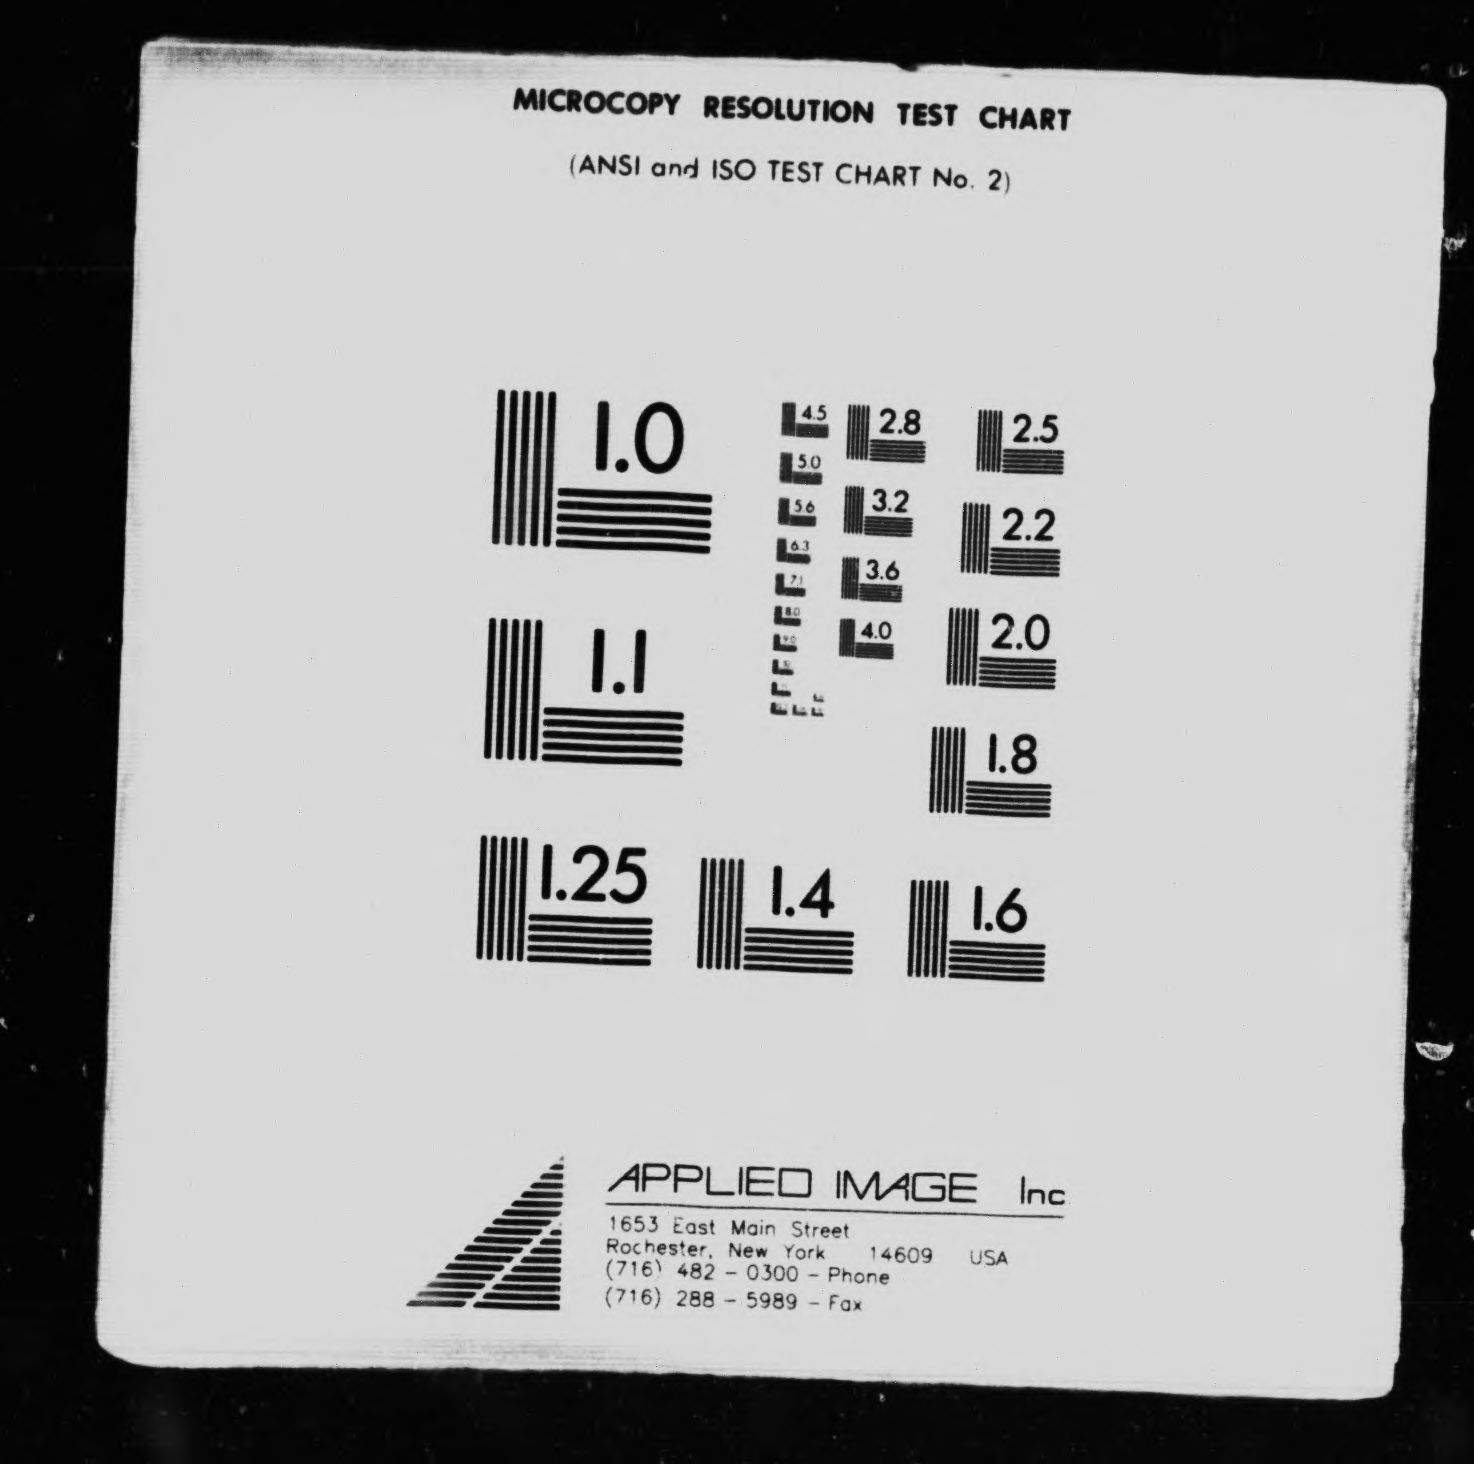 MICROCOPY RESOLUTION TEST CHART
(ANSI and ISO TEST CHART No. 2)
1.0
1.1
1.25
1.4
1.6
1.8
2.0
2.2
2.5
2.8
3.2
3.6
4.0
4.5
5.0
5.6
6.3
7.1
8.0
9.0
APPLIED IMAGE Inc
1653 East Main Street
Rochester, New York 14609 USA
(716) 482 - 0300 - Phone
(716) 288 - 5989 - Fax